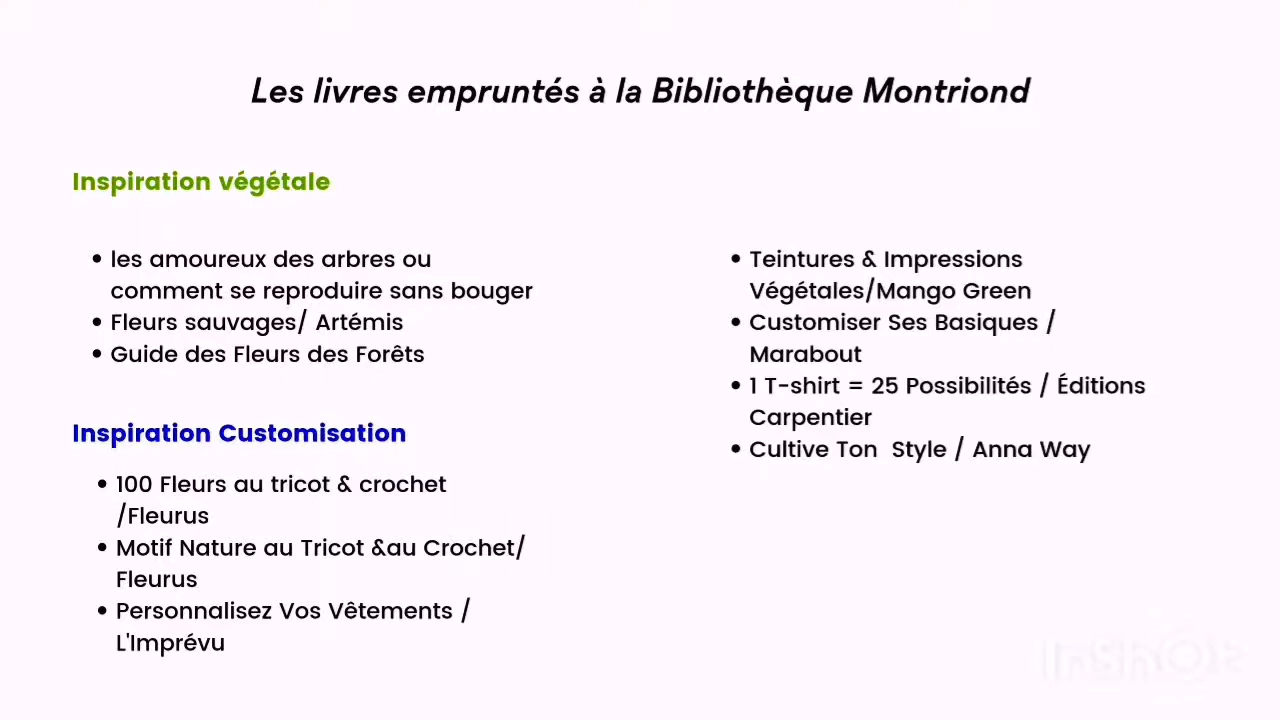 Les livres empruntés à la Bibliothèque Montriond
Inspiration végétale
• les amoureux des arbres ou
comment se reproduire sans bouger
• Fleurs sauvages/ Artémis
• Guide des Fleurs des Forêts
Inspiration Customisation
• 100 Fleurs au tricot & crochet
/Fleurus
• Motif Nature au Tricot &au Crochet/
Fleurus
• Personnalisez Vos Vêtements /
L'Imprévu
• Teintures & Impressions
Végétales/Mango Green
• Customiser Ses Basiques /
Marabout
• 1 T-shirt = 25 Possibilités / Éditions
Carpentier
• Cultive Ton  Style / Anna Way
InShOt